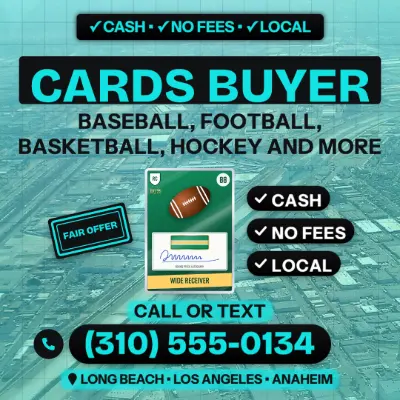 ✓CASH • ✓NO FEES • ✓LOCAL
CARDS BUYER
BASEBALL, FOOTBALL,
BASKETBALL, HOCKEY AND MORE
88
FAIR OFFER
WIDE RECEIVER
✓ CASH
✓ NO FEES
✓ LOCAL
CALL OR TEXT
(310) 555-0134
LONG BEACH • LOS ANGELES • ANAHEIM